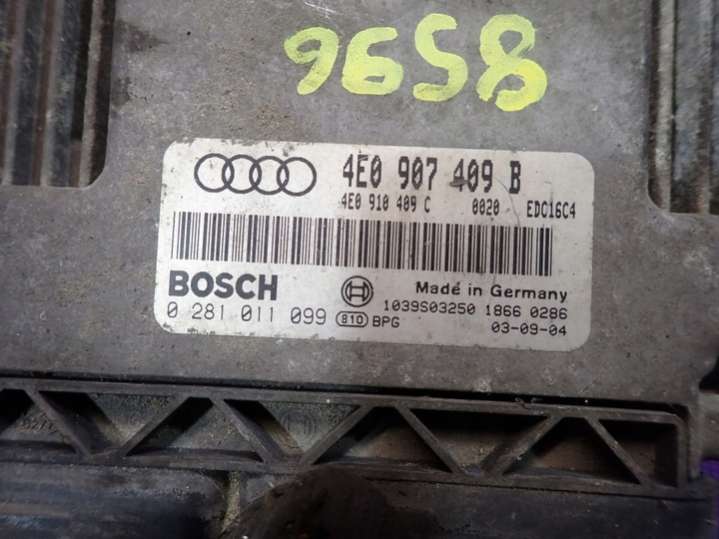 9658
4E0 907 409 B
4E0 910 409 C 0020 EDC16C4
BOSCH
Made in Germany
0 281 011 099 810 BPG
1039S03250 1866 0286
03-09-04